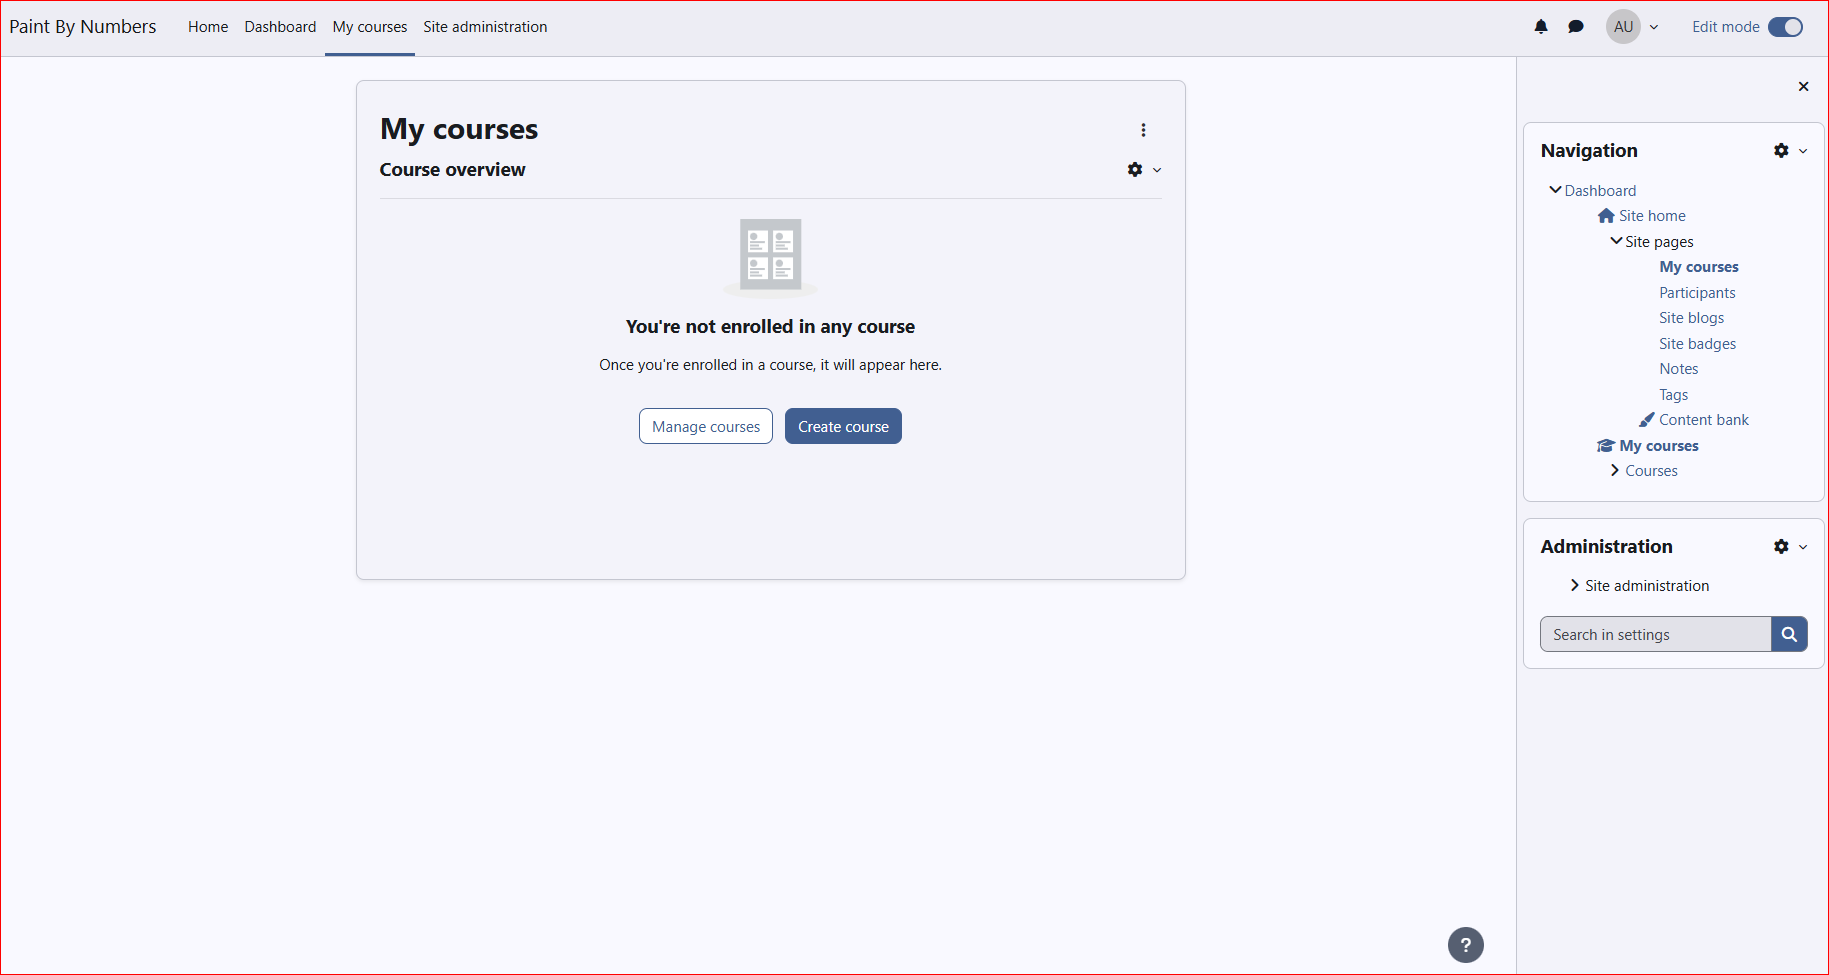 Paint By Numbers Home Dashboard My courses Site administration AU Edit mode
My courses
Course overview
You're not enrolled in any course
Once you're enrolled in a course, it will appear here.
Manage courses Create course
Navigation
Dashboard
Site home
Site pages
My courses
Participants
Site blogs
Site badges
Notes
Tags
Content bank
My courses
Courses
Administration
Site administration
Search in settings
?